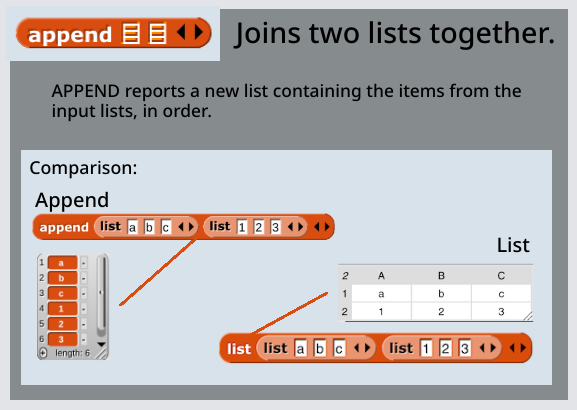 append
Joins two lists together.
APPEND reports a new list containing the items from the
input lists, in order.
Comparison:
Append
append list a b c list 1 2 3
1 a
2 b
3 c
4 1
5 2
6 3
+ length: 6
List
2 A B C
1 a b c
2 1 2 3
list list a b c list 1 2 3